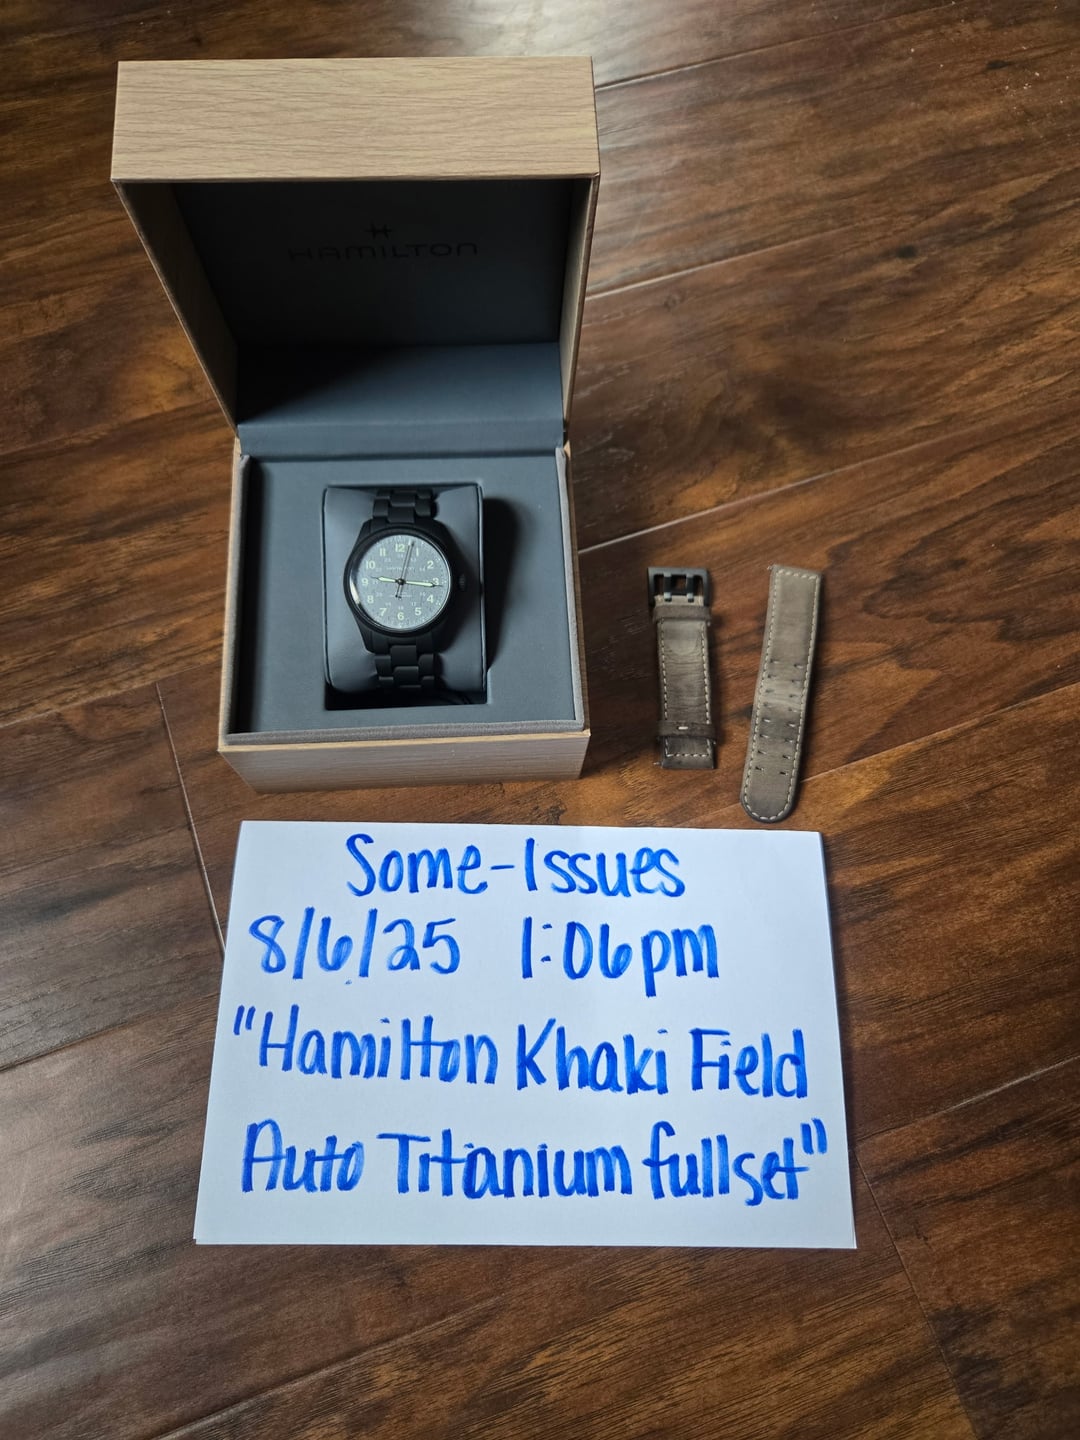 HAMILTON
Some-Issues
8/6/25 1:06pm
"Hamilton Khaki Field
Auto Titanium fullset"